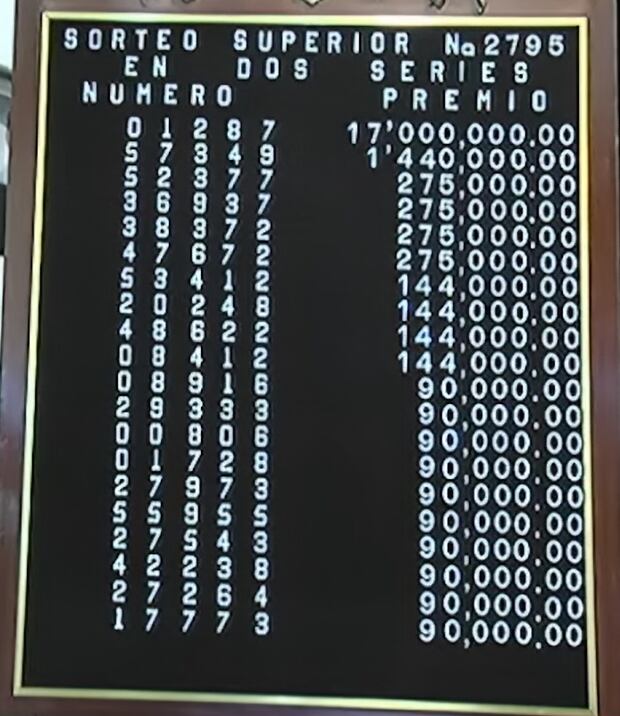 SORTEO SUPERIOR No 2795
EN DOS SERIES
NUMERO PREMIO
0 1 2 8 7 17'000,000.00
5 7 3 4 9 1'440,000.00
5 2 3 7 7 275,000.00
3 6 9 3 7 275,000.00
3 8 3 7 2 275,000.00
4 7 6 7 2 275,000.00
5 3 4 1 2 144,000.00
2 0 2 4 8 144,000.00
4 8 6 2 2 144,000.00
0 8 4 1 2 144,000.00
0 8 9 1 6 90,000.00
2 9 3 3 3 90,000.00
0 0 8 0 6 90,000.00
0 1 7 2 8 90,000.00
2 7 9 7 3 90,000.00
5 5 9 5 5 90,000.00
2 7 5 4 3 90,000.00
4 2 2 3 8 90,000.00
2 7 2 6 4 90,000.00
1 7 7 7 3 90,000.00